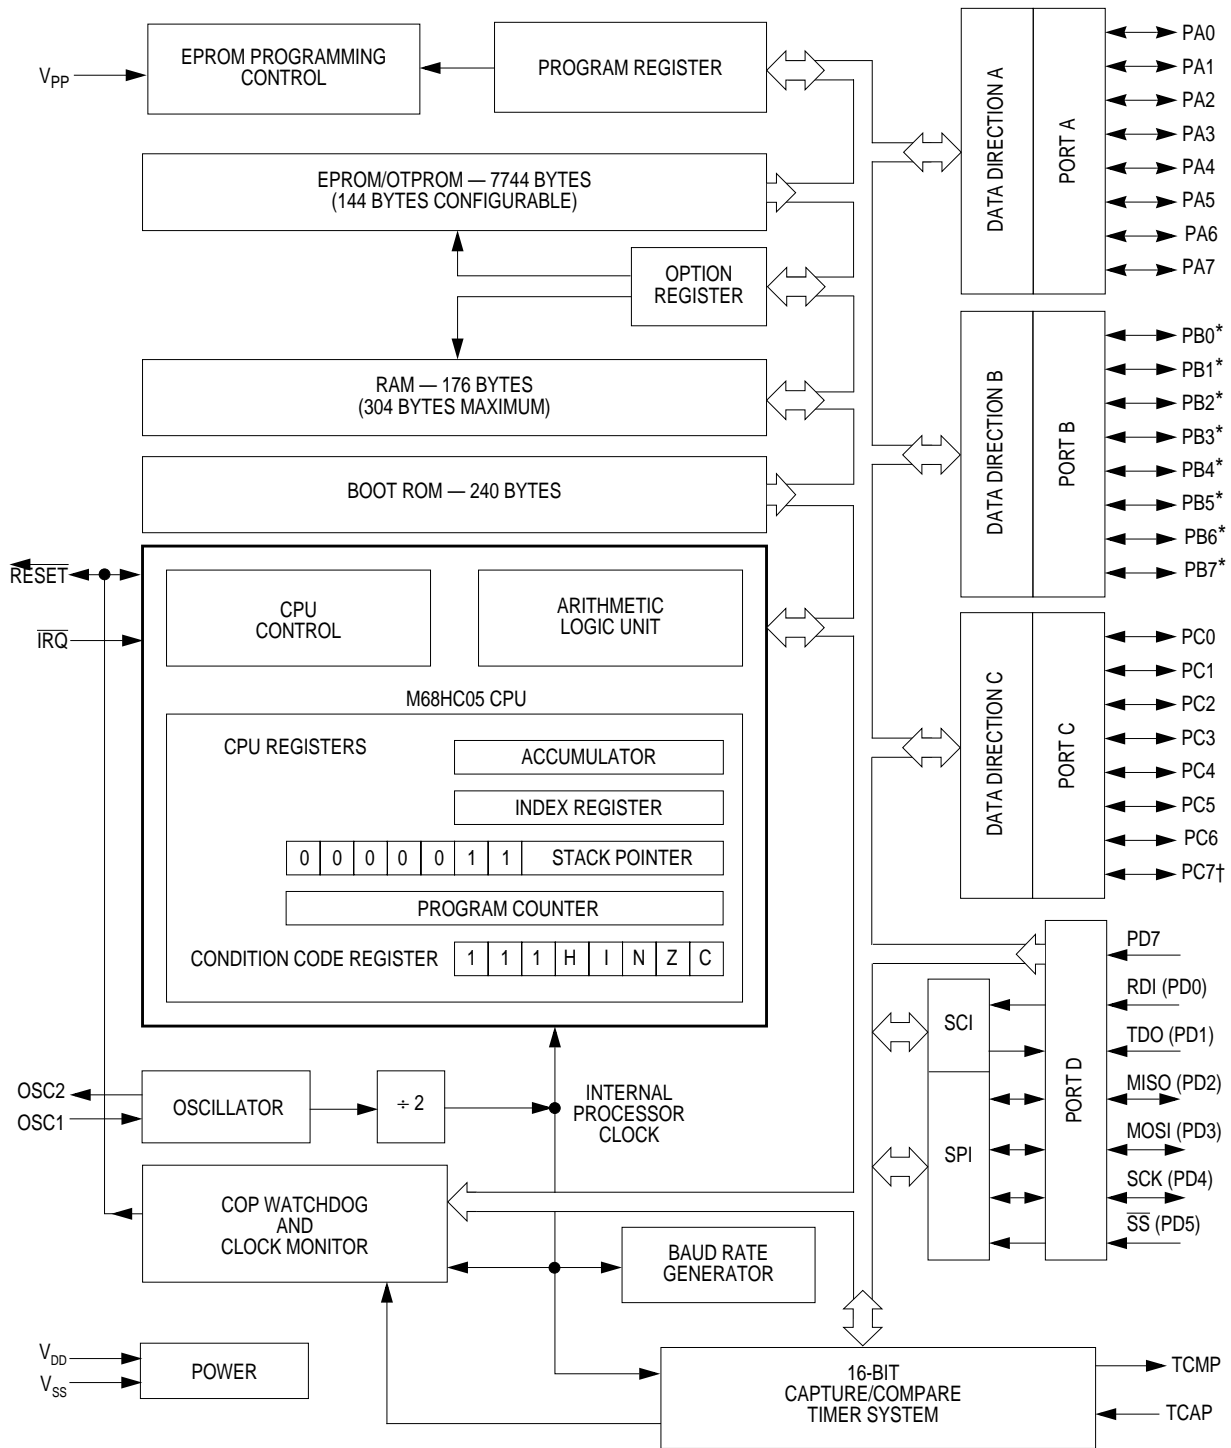 V_PP
EPROM PROGRAMMING
CONTROL
PROGRAM REGISTER
EPROM/OTPROM — 7744 BYTES
(144 BYTES CONFIGURABLE)
OPTION
REGISTER
RAM — 176 BYTES
(304 BYTES MAXIMUM)
BOOT ROM — 240 BYTES
RESET
IRQ
CPU
CONTROL
ARITHMETIC
LOGIC UNIT
M68HC05 CPU
CPU REGISTERS
ACCUMULATOR
INDEX REGISTER
0 0 0 0 0 1 1 STACK POINTER
PROGRAM COUNTER
CONDITION CODE REGISTER 1 1 1 H I N Z C
OSC2
OSC1
OSCILLATOR
÷ 2
INTERNAL
PROCESSOR
CLOCK
COP WATCHDOG
AND
CLOCK MONITOR
BAUD RATE
GENERATOR
V_DD
V_SS
POWER
16-BIT
CAPTURE/COMPARE
TIMER SYSTEM
TCMP
TCAP
DATA DIRECTION A
PORT A
PA0
PA1
PA2
PA3
PA4
PA5
PA6
PA7
DATA DIRECTION B
PORT B
PB0*
PB1*
PB2*
PB3*
PB4*
PB5*
PB6*
PB7*
DATA DIRECTION C
PORT C
PC0
PC1
PC2
PC3
PC4
PC5
PC6
PC7†
SCI
SPI
PORT D
PD7
RDI (PD0)
TDO (PD1)
MISO (PD2)
MOSI (PD3)
SCK (PD4)
SS (PD5)